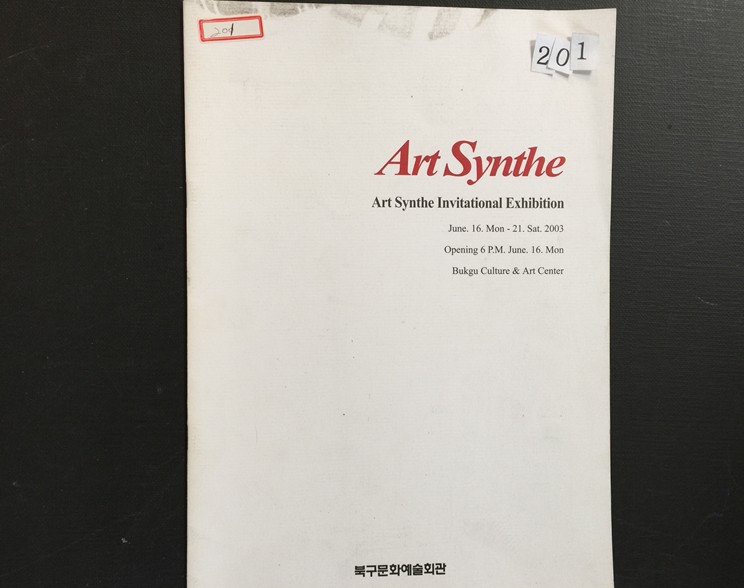 201
201
Art Synthe
Art Synthe Invitational Exhibition
June. 16. Mon - 21. Sat. 2003
Opening 6 P.M. June. 16. Mon
Bukgu Culture & Art Center
북구문화예술회관